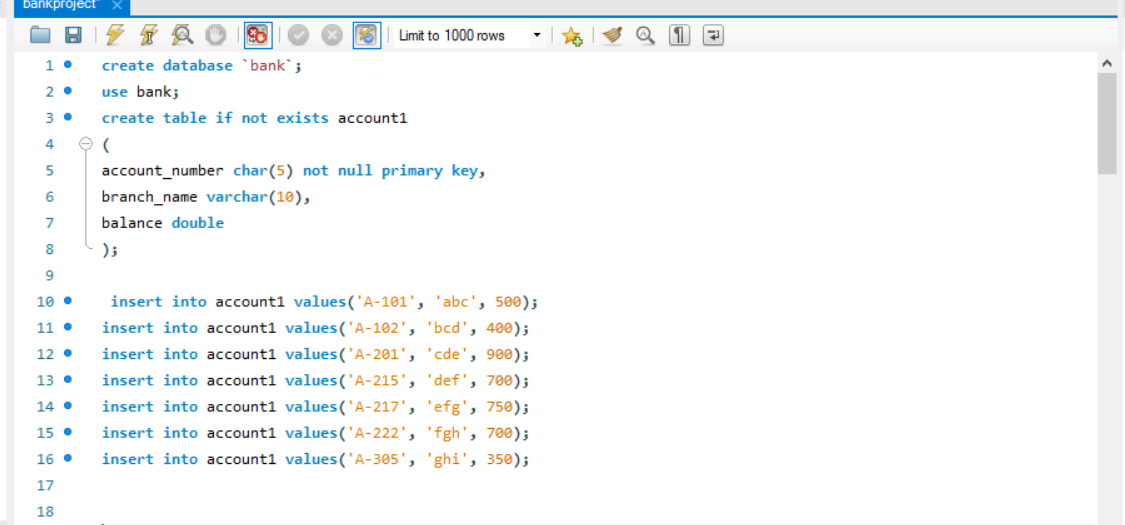 bankproject*
Limit to 1000 rows
1 create database `bank`;
2 use bank;
3 create table if not exists account1
4 (
5 account_number char(5) not null primary key,
6 branch_name varchar(10),
7 balance double
8 );
9
10 insert into account1 values('A-101', 'abc', 500);
11 insert into account1 values('A-102', 'bcd', 400);
12 insert into account1 values('A-201', 'cde', 900);
13 insert into account1 values('A-215', 'def', 700);
14 insert into account1 values('A-217', 'efg', 750);
15 insert into account1 values('A-222', 'fgh', 700);
16 insert into account1 values('A-305', 'ghi', 350);
17
18